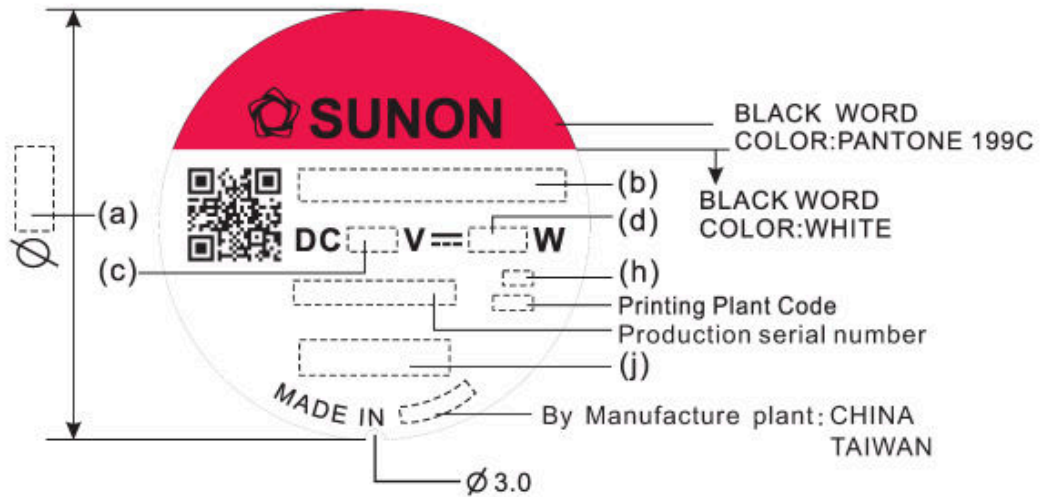 SUNON
BLACK WORD
COLOR:PANTONE 199C
(b)
BLACK WORD
COLOR:WHITE
(a)
(d)
DC V W
(c)
(h)
Printing Plant Code
Production serial number
(j)
MADE IN
By Manufacture plant: CHINA
TAIWAN
Ø
Ø 3.0